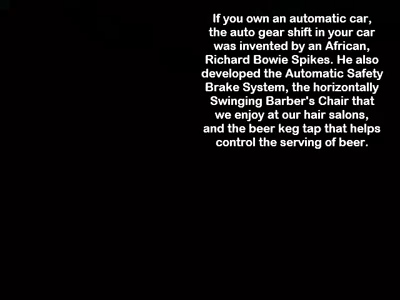 If you own an automatic car,
the auto gear shift in your car
was invented by an African,
Richard Bowie Spikes. He also
developed the Automatic Safety
Brake System, the horizontally
Swinging Barber's Chair that
we enjoy at our hair salons,
and the beer keg tap that helps
control the serving of beer.